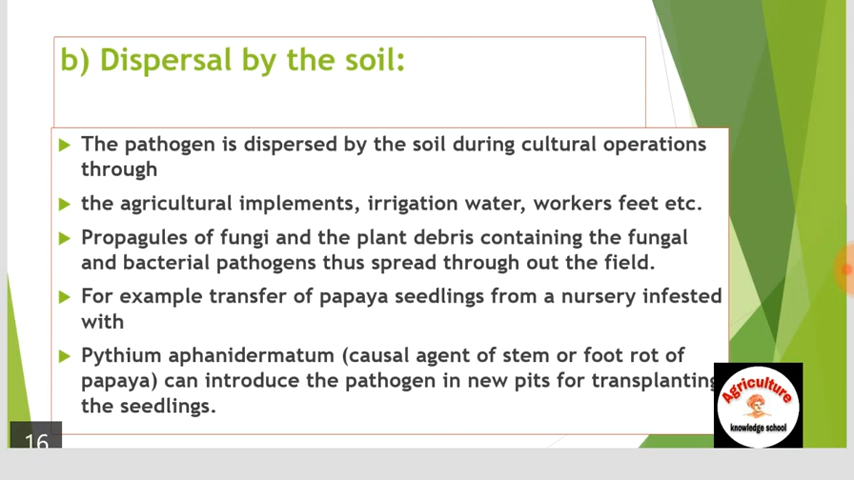 b) Dispersal by the soil:
The pathogen is dispersed by the soil during cultural operations
through
the agricultural implements, irrigation water, workers feet etc.
Propagules of fungi and the plant debris containing the fungal
and bacterial pathogens thus spread through out the field.
For example transfer of papaya seedlings from a nursery infested
with
Pythium aphanidermatum (causal agent of stem or foot rot of
papaya) can introduce the pathogen in new pits for transplanting
the seedlings.
Agriculture
knowledge school
16